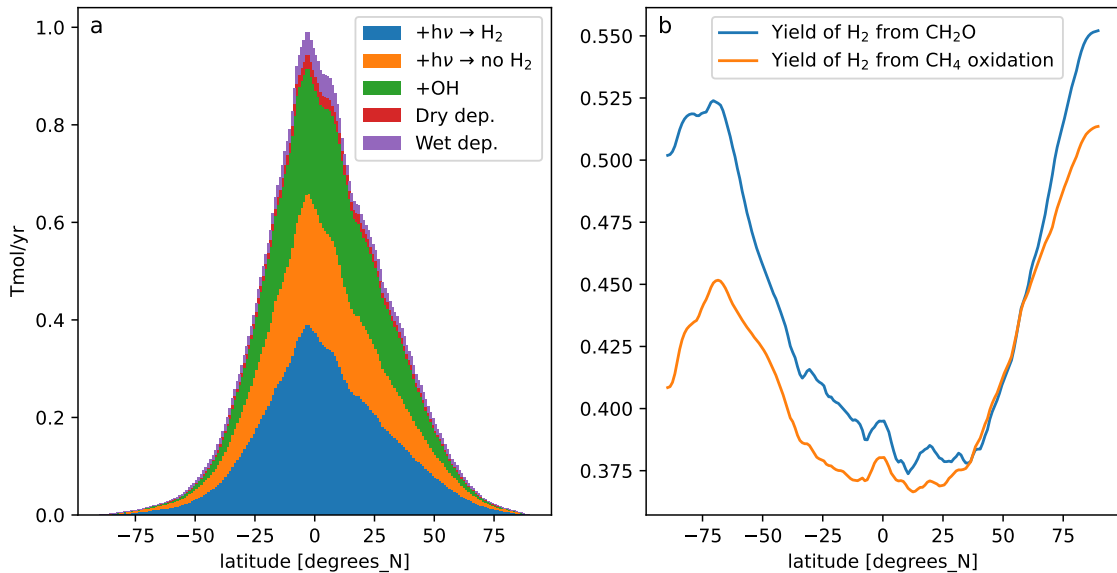 a
+hν → H₂
+hν → no H₂
+OH
Dry dep.
Wet dep.
1.0
0.8
0.6
0.4
0.2
0.0
Tmol/yr
−75 −50 −25 0 25 50 75
latitude [degrees_N]
b
Yield of H₂ from CH₂O
Yield of H₂ from CH₄ oxidation
0.550
0.525
0.500
0.475
0.450
0.425
0.400
0.375
−75 −50 −25 0 25 50 75
latitude [degrees_N]